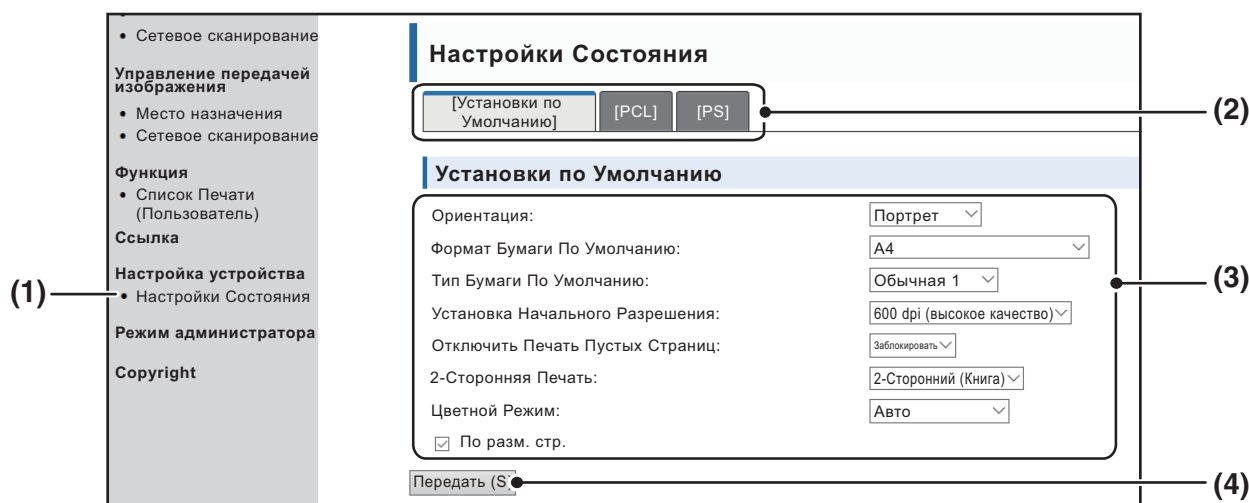 • Сетевое сканирование
Управление передачей
изображения
• Место назначения
• Сетевое сканирование
Функция
• Список Печати
(Пользователь)
Ссылка
Настройка устройства
(1)
• Настройки Состояния
Режим администратора
Copyright
Настройки Состояния
[Установки по
Умолчанию]
[PCL]
[PS]
(2)
Установки по Умолчанию
Ориентация: Портрет
Формат Бумаги По Умолчанию: A4
Тип Бумаги По Умолчанию: Обычная 1
(3)
Установка Начального Разрешения: 600 dpi (высокое качество)
Отключить Печать Пустых Страниц: Заблокировать
2-Сторонняя Печать: 2-Сторонний (Книга)
Цветной Режим: Авто
По разм. стр.
Передать (S)
(4)